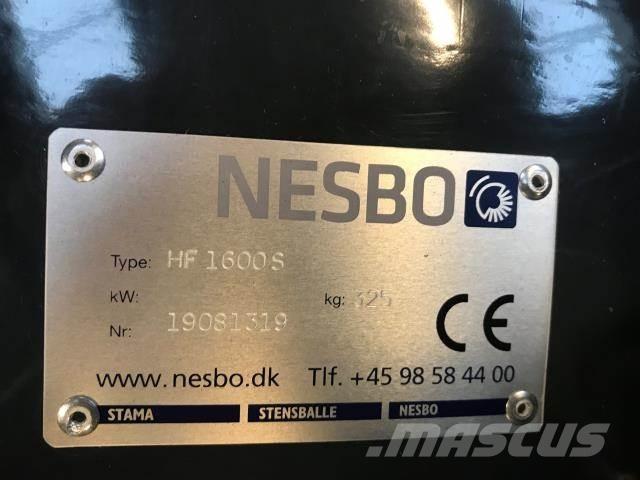 NESBO
Type: HF 1600S
kW: kg: 325
Nr: 19081319
CE
www.nesbo.dk Tlf. +45 98 58 44 00
STAMA STENSBALLE NESBO
MASCUS